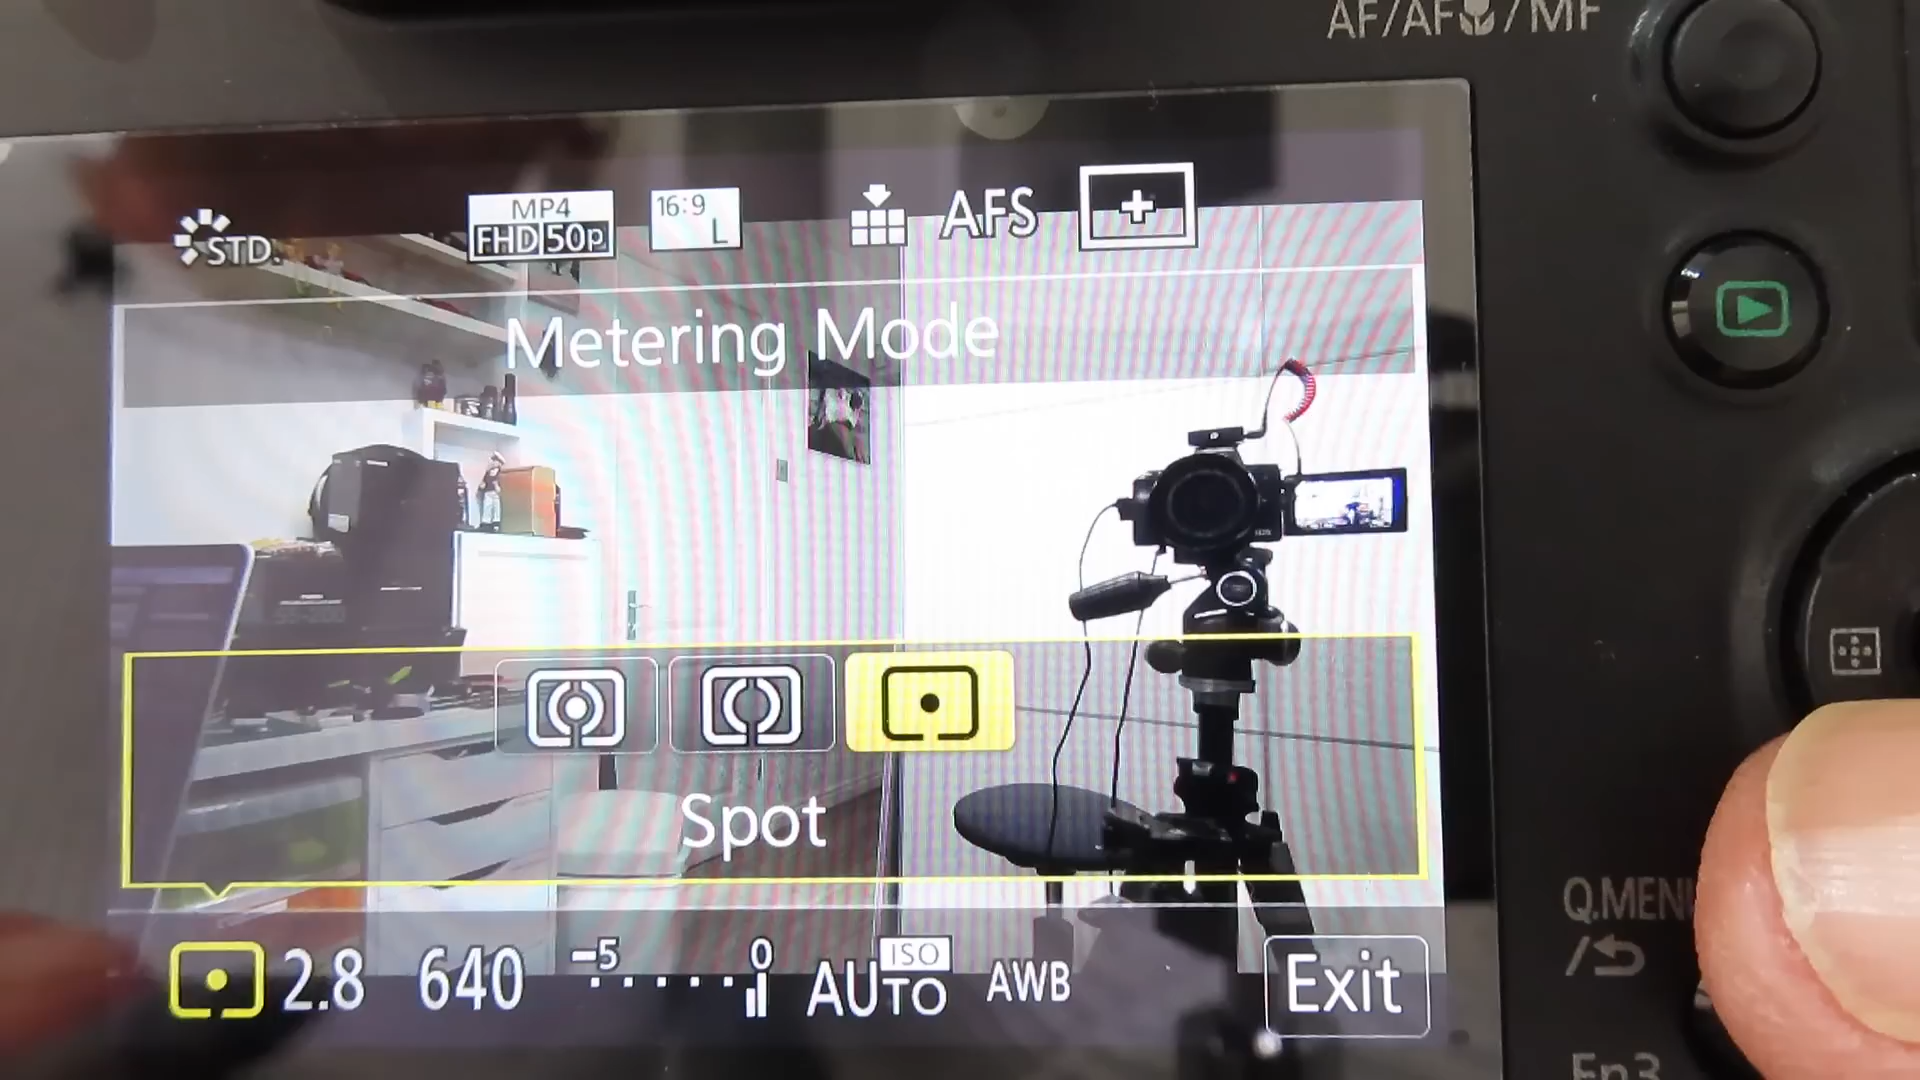 AF/AF/MF
STD.
MP4
FHD 50p
16:9
L
AFS
Metering Mode
Spot
2.8 640 -5 0 AUTO ISO AWB Exit
Q.MENU
Fn3